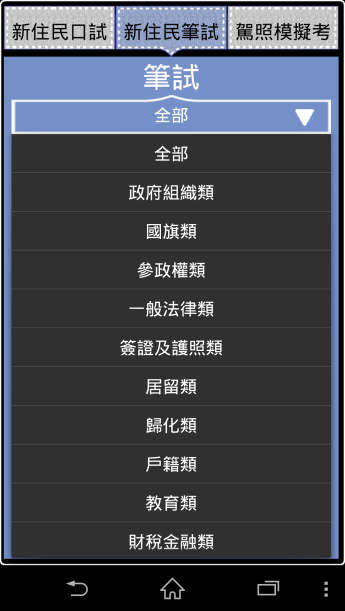 新住民口試 新住民筆試 駕照模擬考
筆試
全部
全部
政府組織類
國旗類
參政權類
一般法律類
簽證及護照類
居留類
歸化類
戶籍類
教育類
財稅金融類